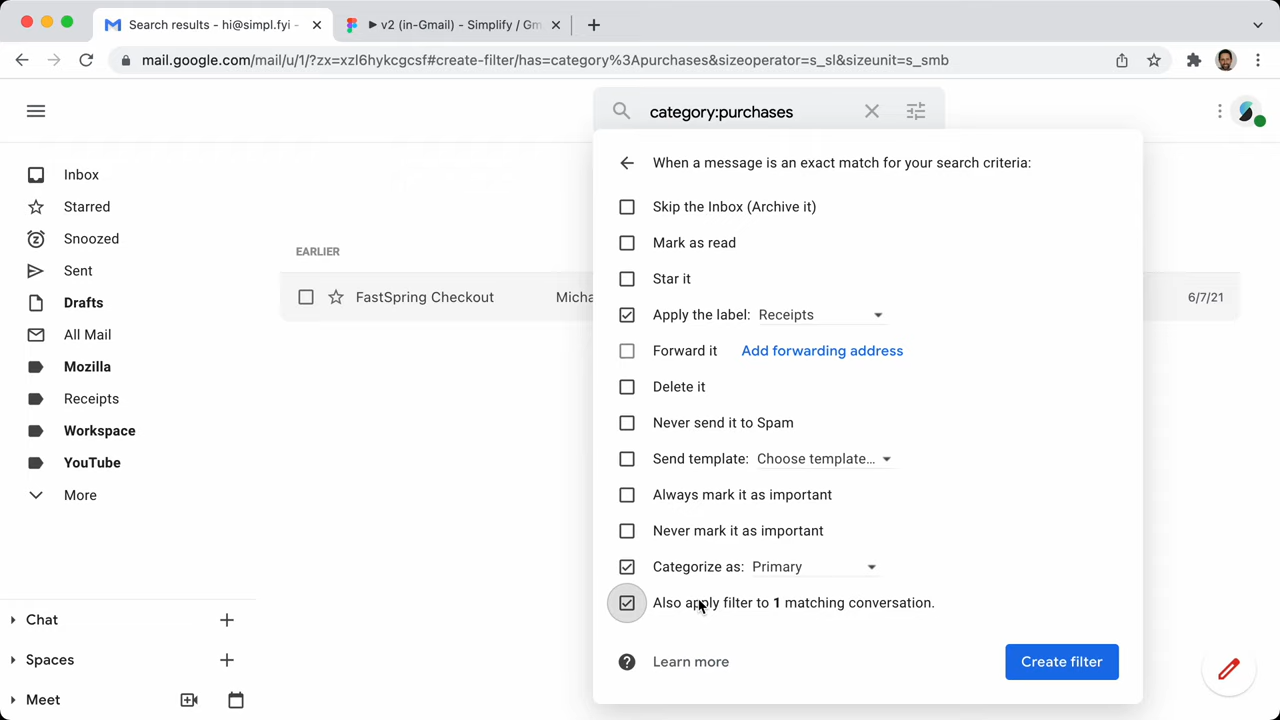 Search results - hi@simpl.fyi -
v2 (in-Gmail) - Simplify / Gm
mail.google.com/mail/u/1/?zx=xzl6hykcgcsf#create-filter/has=category%3Apurchases&sizeoperator=s_sl&sizeunit=s_smb
category:purchases
Inbox
Starred
Snoozed
Sent
Drafts
All Mail
Mozilla
Receipts
Workspace
YouTube
More
Chat
Spaces
Meet
EARLIER
FastSpring Checkout
Micha
6/7/21
When a message is an exact match for your search criteria:
Skip the Inbox (Archive it)
Mark as read
Star it
Apply the label: Receipts
Forward it Add forwarding address
Delete it
Never send it to Spam
Send template: Choose template...
Always mark it as important
Never mark it as important
Categorize as: Primary
Also apply filter to 1 matching conversation.
Learn more
Create filter